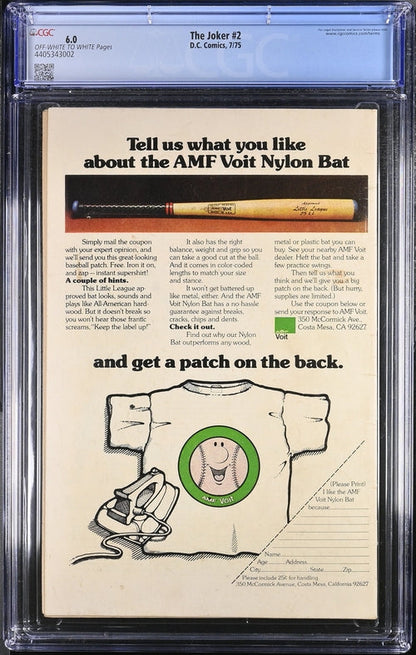 CGC
6.0
OFF-WHITE TO WHITE Pages
4405343002
The Joker #2
D.C. Comics, 7/75
www.cgccomics.com/terms
CGC
Tell us what you like
about the AMF Voit Nylon Bat
Simply mail the coupon
with your expert opinion, and
we'll send you this great-looking
baseball patch. Free. Iron it on,
and zap—instant supershirt!
A couple of hints.
This Little League ap
proved bat looks, sounds and
plays like All-American hard-
wood. But it doesn't break so
you won't hear those frantic
screams, "Keep the label up!"
It also has the right
balance, weight and grip so you
can take a good cut at the ball.
And it comes in color-coded
lengths to match your size
and stance.
It won't get battered-up
like metal, either. And the AMF
Voit Nylon Bat has a no-hassle
guarantee against breaks,
cracks, chips and dents.
Check it out.
Find out why our Nylon
Bat outperforms any wood,
metal or plastic bat you can
buy. See your nearby AMF Voit
dealer. Heft the bat and take a
few practice swings.
Then tell us what you
think and we'll give you a big
patch on the back. (But hurry,
supplies are limited.)
Use the coupon below or
send your response to AMF Voit.
350 McCormick Ave.,
Costa Mesa, CA 92627
Voit
and get a patch on the back.
AMF Voit
(Please Print)
I like the AMF
Voit Nylon Bat
because
Name
Age Address
City State Zip
Please include 25¢ for handling.
350 McCormick Avenue, Costa Mesa, California 92627